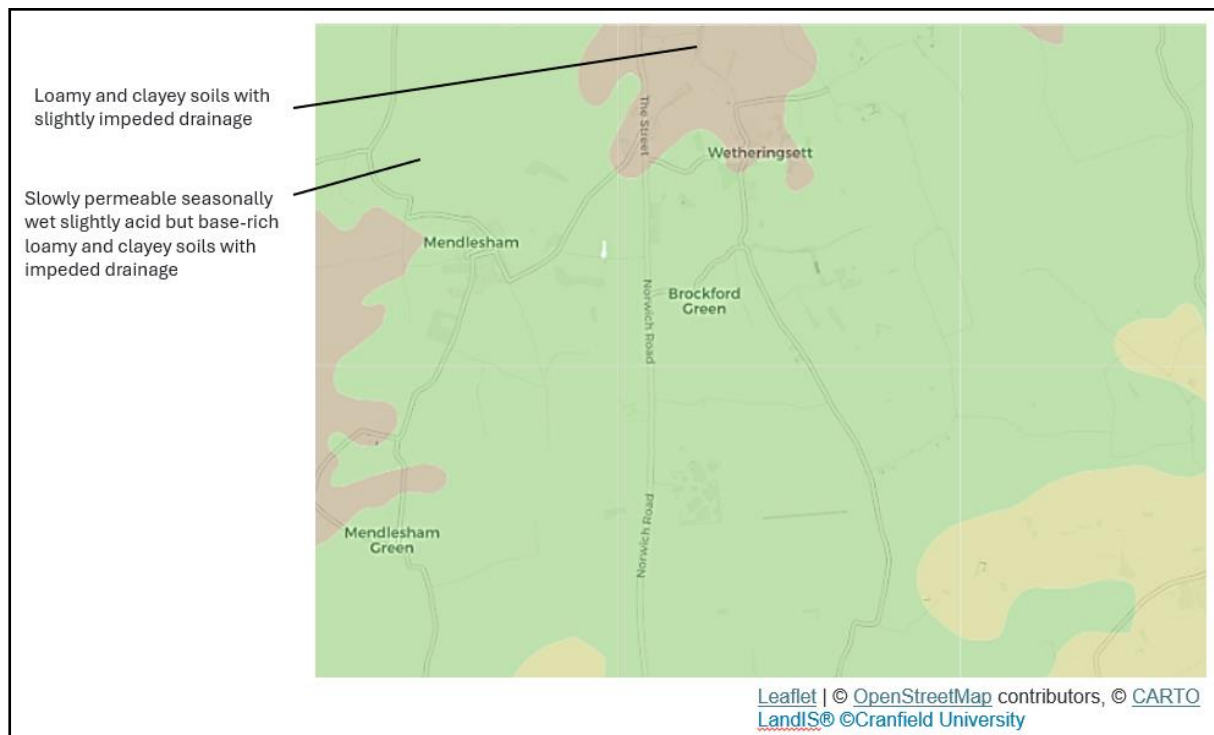 Loamy and clayey soils with
slightly impeded drainage
Slowly permeable seasonally
wet slightly acid but base-rich
loamy and clayey soils with
impeded drainage
The Street
Wetheringsett
Mendlesham
Norwich Road
Brockford
Green
Norwich Road
Mendlesham
Green
Leaflet | © OpenStreetMap contributors, © CARTO
LandIS® ©Cranfield University